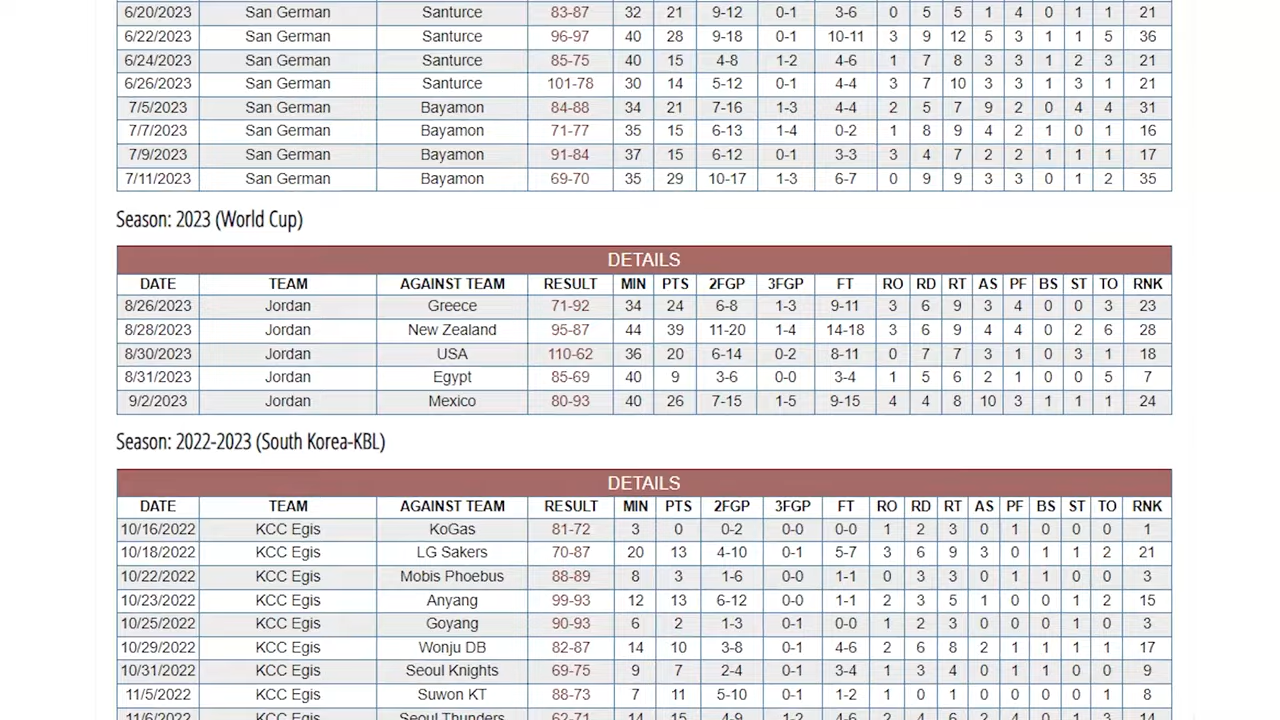 6/20/2023 San German Santurce 83-87 32 21 9-12 0-1 3-6 0 5 5 1 4 0 1 1 21
6/22/2023 San German Santurce 96-97 40 28 9-18 0-1 10-11 3 9 12 5 3 1 1 5 36
6/24/2023 San German Santurce 85-75 40 15 4-8 1-2 4-6 1 7 8 3 3 1 2 3 21
6/26/2023 San German Santurce 101-78 30 14 5-12 0-1 4-4 3 7 10 3 3 1 3 1 21
7/5/2023 San German Bayamon 84-88 34 21 7-16 1-3 4-4 2 5 7 9 2 0 4 4 31
7/7/2023 San German Bayamon 71-77 35 15 6-13 1-4 0-2 1 8 9 4 2 1 0 1 16
7/9/2023 San German Bayamon 91-84 37 15 6-12 0-1 3-3 3 4 7 2 2 1 1 1 17
7/11/2023 San German Bayamon 69-70 35 29 10-17 1-3 6-7 0 9 9 3 3 0 1 2 35
Season: 2023 (World Cup)
DETAILS
DATE TEAM AGAINST TEAM RESULT MIN PTS 2FGP 3FGP FT RO RD RT AS PF BS ST TO RNK
8/26/2023 Jordan Greece 71-92 34 24 6-8 1-3 9-11 3 6 9 3 4 0 0 3 23
8/28/2023 Jordan New Zealand 95-87 44 39 11-20 1-4 14-18 3 6 9 4 4 0 2 6 28
8/30/2023 Jordan USA 110-62 36 20 6-14 0-2 8-11 0 7 7 3 1 0 3 1 18
8/31/2023 Jordan Egypt 85-69 40 9 3-6 0-0 3-4 1 5 6 2 1 0 0 5 7
9/2/2023 Jordan Mexico 80-93 40 26 7-15 1-5 9-15 4 4 8 10 3 1 1 1 24
Season: 2022-2023 (South Korea-KBL)
DETAILS
DATE TEAM AGAINST TEAM RESULT MIN PTS 2FGP 3FGP FT RO RD RT AS PF BS ST TO RNK
10/16/2022 KCC Egis KoGas 81-72 3 0 0-2 0-0 0-0 1 2 3 0 1 0 0 0 1
10/18/2022 KCC Egis LG Sakers 70-87 20 13 4-10 0-1 5-7 3 6 9 3 0 1 1 2 21
10/22/2022 KCC Egis Mobis Phoebus 88-89 8 3 1-6 0-0 1-1 0 3 3 0 1 1 0 0 3
10/23/2022 KCC Egis Anyang 99-93 12 13 6-12 0-0 1-1 2 3 5 1 0 0 1 2 15
10/25/2022 KCC Egis Goyang 90-93 6 2 1-3 0-1 0-0 1 2 3 0 0 0 1 0 3
10/29/2022 KCC Egis Wonju DB 82-87 14 10 3-8 0-1 4-6 2 6 8 2 1 1 1 1 17
10/31/2022 KCC Egis Seoul Knights 69-75 9 7 2-4 0-1 3-4 1 3 4 0 1 1 0 0 9
11/5/2022 KCC Egis Suwon KT 88-73 7 11 5-10 0-1 1-2 1 0 1 0 0 0 0 1 8
11/6/2022 KCC Egis Seoul Thunders 62-71 14 15 4-9 1-2 4-6 2 4 6 2 4 0 1 3 14